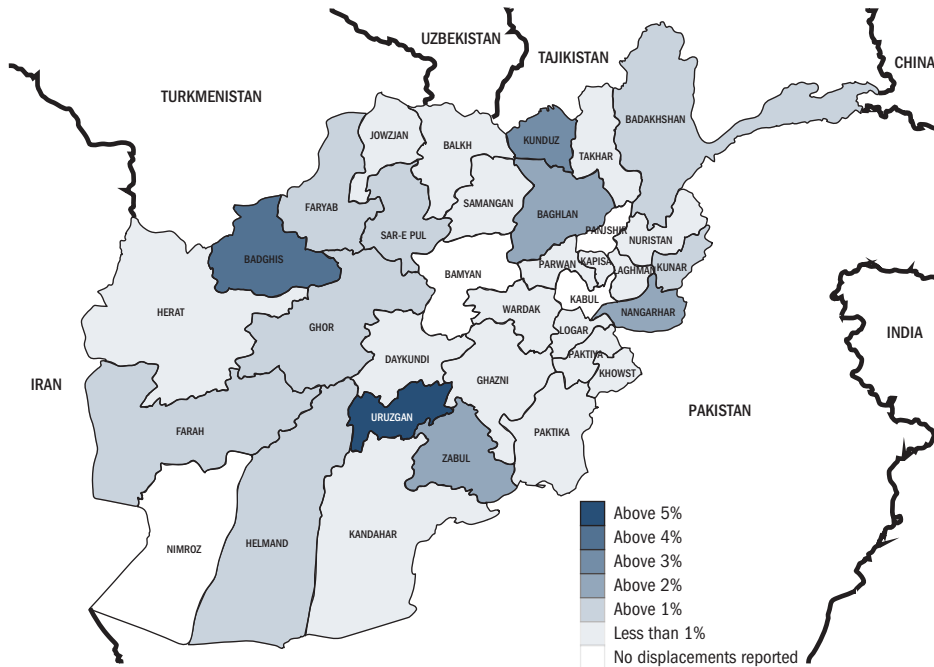 UZBEKISTAN
TAJIKISTAN
CHINA
TURKMENISTAN
JOWZJAN
BALKH
KUNDUZ
TAKHAR
BADAKHSHAN
FARYAB
SAMANGAN
BAGHLAN
SAR-E PUL
PANJSHIR
NURISTAN
BADGHIS
BAMYAN
PARWAN
KAPISA
LAGHMAN
KUNAR
HERAT
GHOR
WARDAK
KABUL
NANGARHAR
LOGAR
INDIA
DAYKUNDI
PAKTIYA
KHOWST
IRAN
GHAZNI
PAKISTAN
URUZGAN
FARAH
PAKTIKA
ZABUL
NIMROZ
HELMAND
KANDAHAR
Above 5%
Above 4%
Above 3%
Above 2%
Above 1%
Less than 1%
No displacements reported